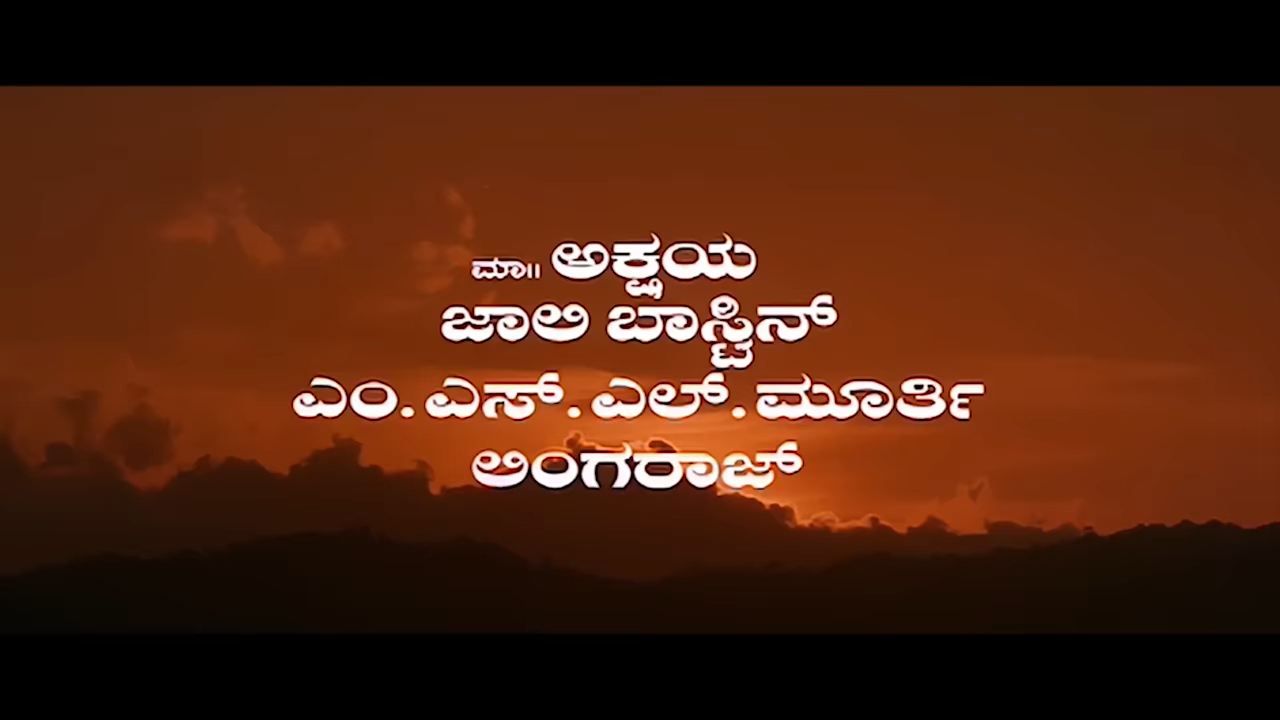 ಮಾ॥ ಅಕ್ಷಯ
ಜಾಲಿ ಬಾಸ್ಟಿನ್
ಎಂ.ಎಸ್.ಎಲ್.ಮೂರ್ತಿ
ಲಿಂಗರಾಜ್